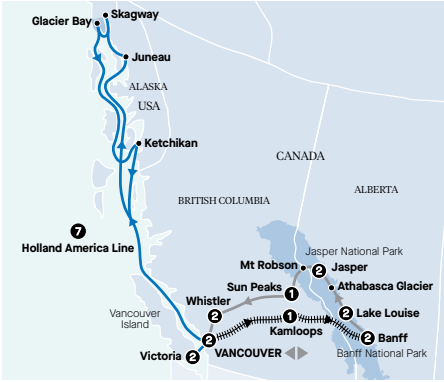 Skagway
Glacier Bay
Juneau
ALASKA
USA
Ketchikan
CANADA
ALBERTA
BRITISH COLUMBIA
7
Holland America Line
Jasper National Park
Mt Robson
2 Jasper
Athabasca Glacier
Sun Peaks 1
Whistler
2
Vancouver
Island
1
Kamloops
2 Lake Louise
2 Banff
Banff National Park
2 VANCOUVER
Victoria 2